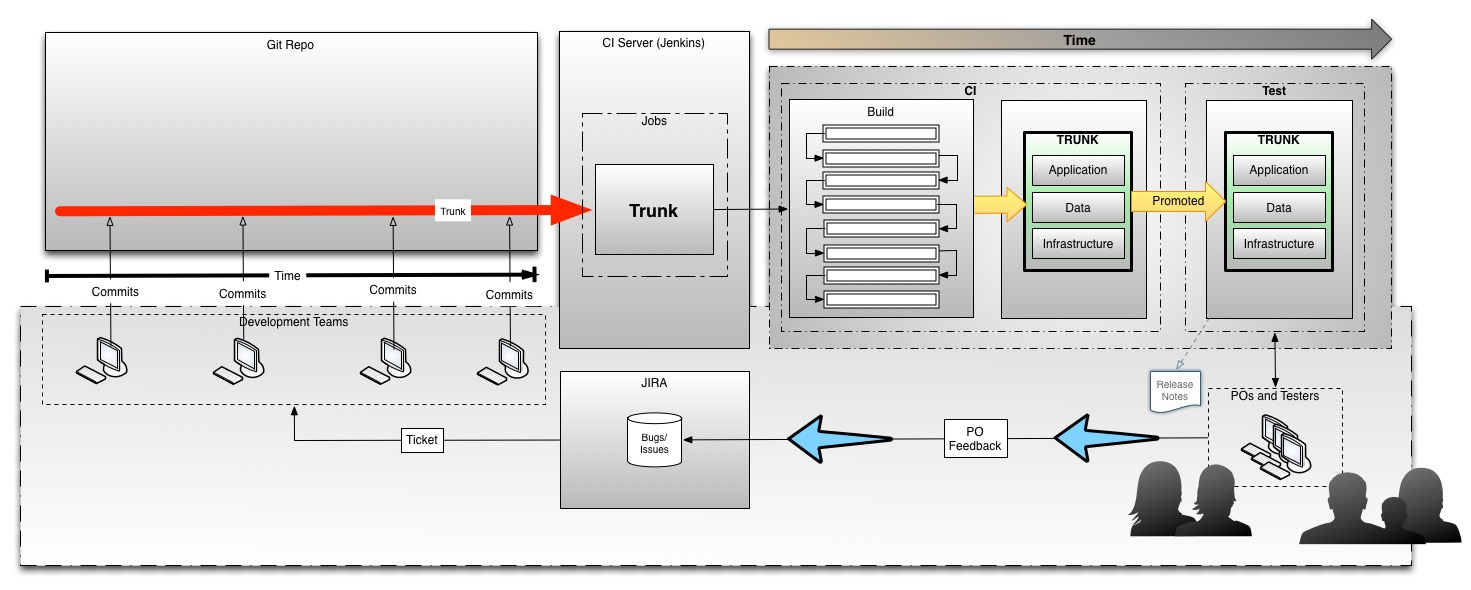 Git Repo
Trunk
Time
Commits
Commits
Commits
Commits
Development Teams
CI Server (Jenkins)
Jobs
Trunk
Time
CI
Build
TRUNK
Application
Data
Infrastructure
Promoted
Test
TRUNK
Application
Data
Infrastructure
Release
Notes
POs and Testers
PO
Feedback
JIRA
Bugs/
Issues
Ticket